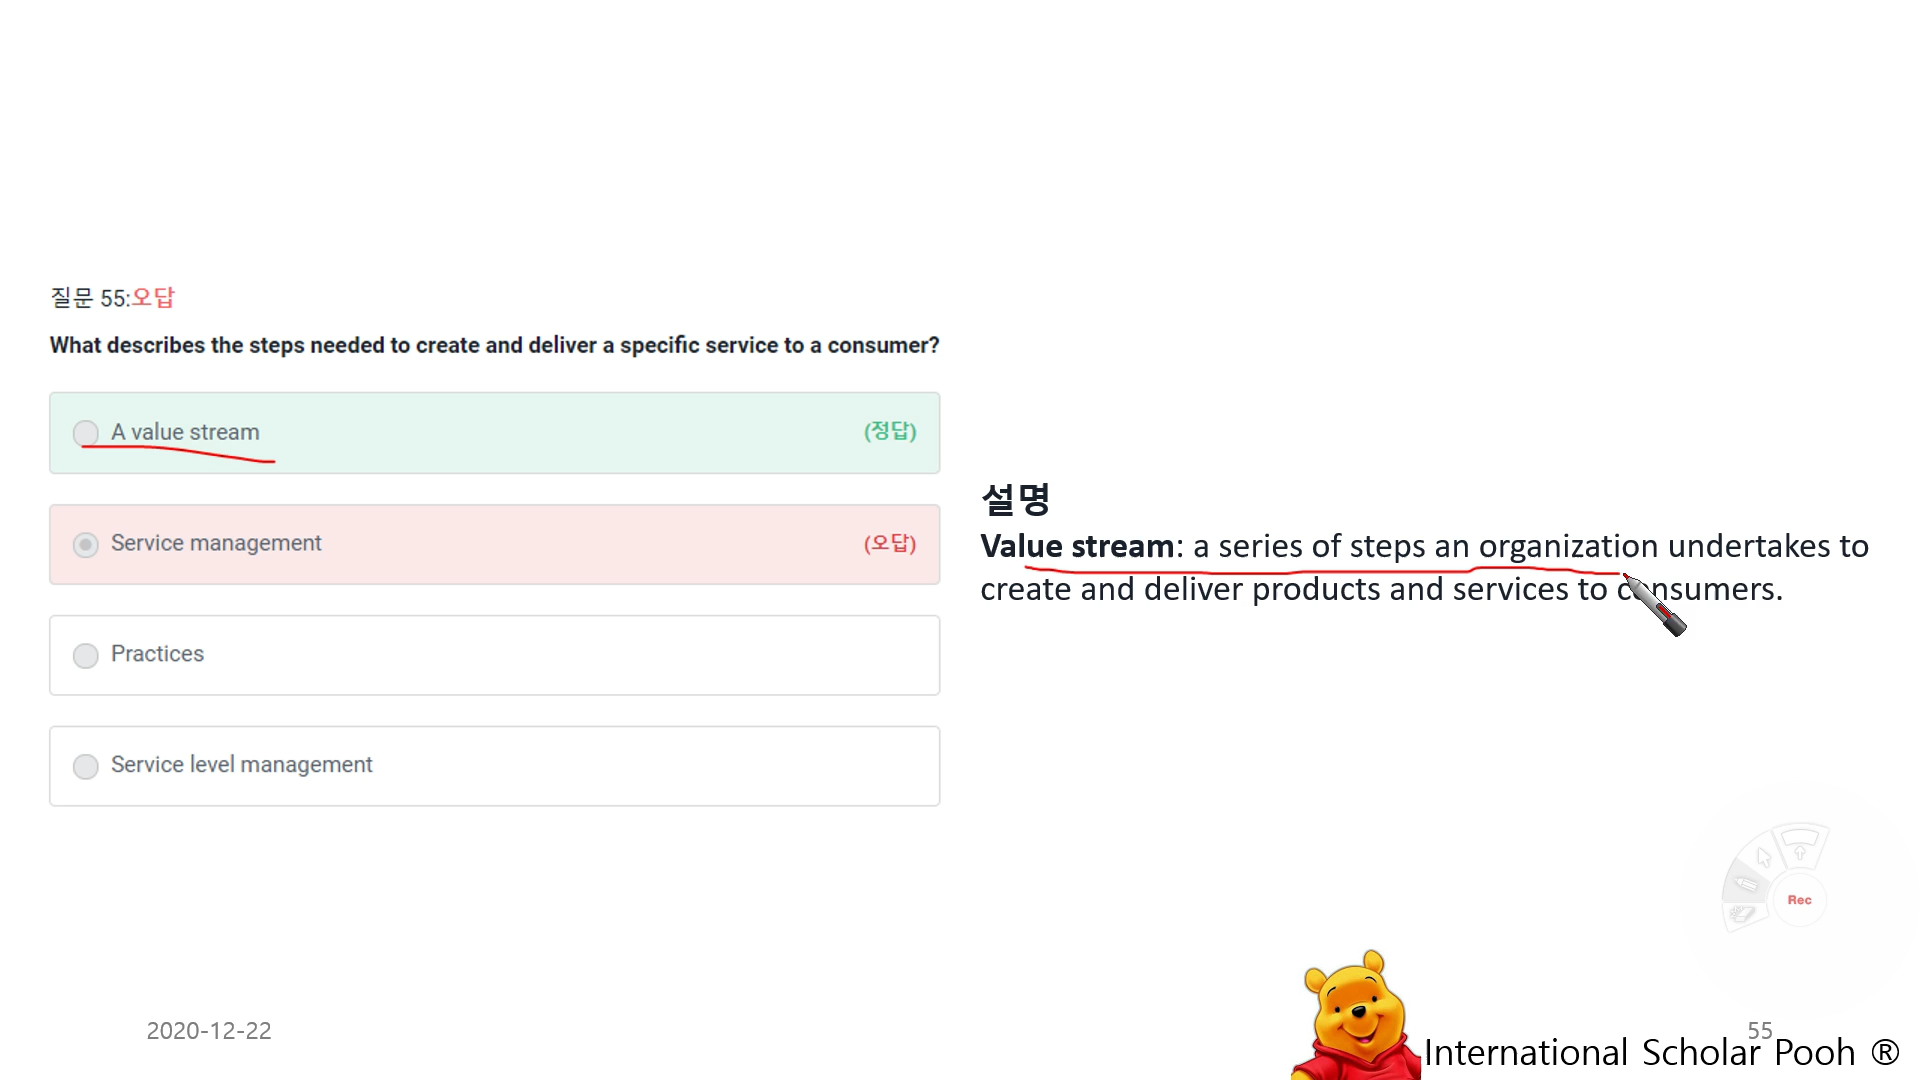 질문 55:오답
What describes the steps needed to create and deliver a specific service to a consumer?
A value stream (정답)
Service management (오답)
Practices
Service level management
설명
Value stream: a series of steps an organization undertakes to
create and deliver products and services to consumers.
Rec
2020-12-22
55
International Scholar Pooh ®